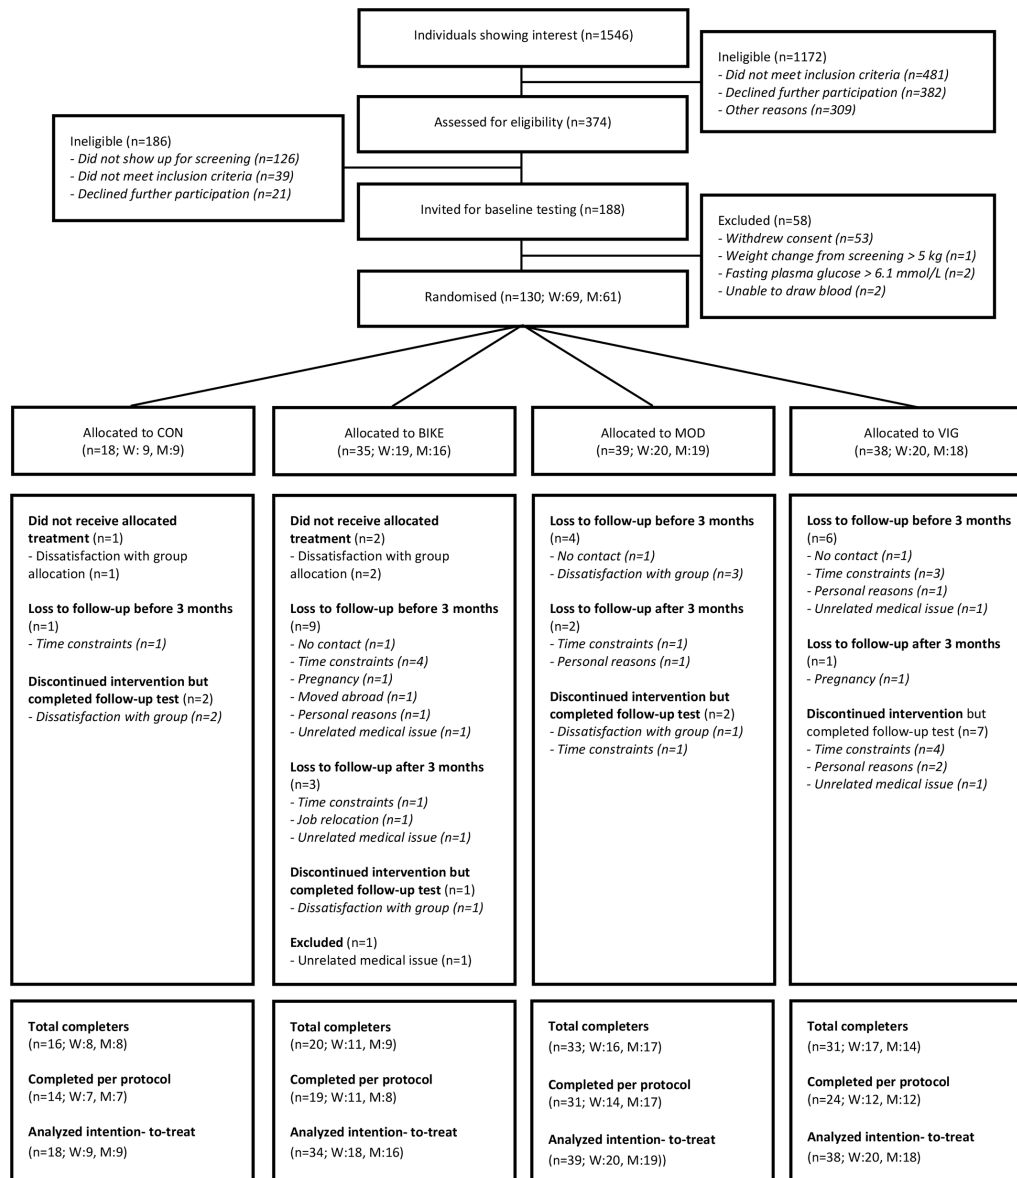 Individuals showing interest (n=1546)
Ineligible (n=1172)
- Did not meet inclusion criteria (n=481)
- Declined further participation (n=382)
- Other reasons (n=309)
Assessed for eligibility (n=374)
Ineligible (n=186)
- Did not show up for screening (n=126)
- Did not meet inclusion criteria (n=39)
- Declined further participation (n=21)
Invited for baseline testing (n=188)
Excluded (n=58)
- Withdrew consent (n=53)
- Weight change from screening > 5 kg (n=1)
- Fasting plasma glucose > 6.1 mmol/L (n=2)
- Unable to draw blood (n=2)
Randomised (n=130; W:69, M:61)
Allocated to CON
(n=18; W: 9, M:9)
Allocated to BIKE
(n=35; W:19, M:16)
Allocated to MOD
(n=39; W:20, M:19)
Allocated to VIG
(n=38; W:20, M:18)
Did not receive allocated
treatment (n=1)
- Dissatisfaction with group
allocation (n=1)
Loss to follow-up before 3 months
(n=1)
- Time constraints (n=1)
Discontinued intervention but
completed follow-up test (n=2)
- Dissatisfaction with group (n=2)
Did not receive allocated
treatment (n=2)
- Dissatisfaction with group
allocation (n=2)
Loss to follow-up before 3 months
(n=9)
- No contact (n=1)
- Time constraints (n=4)
- Pregnancy (n=1)
- Moved abroad (n=1)
- Personal reasons (n=1)
- Unrelated medical issue (n=1)
Loss to follow-up after 3 months
(n=3)
- Time constraints (n=1)
- Job relocation (n=1)
- Unrelated medical issue (n=1)
Discontinued intervention but
completed follow-up test (n=1)
- Dissatisfaction with group (n=1)
Excluded (n=1)
- Unrelated medical issue (n=1)
Loss to follow-up before 3 months
(n=4)
- No contact (n=1)
- Dissatisfaction with group (n=3)
Loss to follow-up after 3 months
(n=2)
- Time constraints (n=1)
- Personal reasons (n=1)
Discontinued intervention but
completed follow-up test (n=2)
- Dissatisfaction with group (n=1)
- Time constraints (n=1)
Loss to follow-up before 3 months
(n=6)
- No contact (n=1)
- Time constraints (n=3)
- Personal reasons (n=1)
- Unrelated medical issue (n=1)
Loss to follow-up after 3 months
(n=1)
- Pregnancy (n=1)
Discontinued intervention but
completed follow-up test (n=7)
- Time constraints (n=4)
- Personal reasons (n=2)
- Unrelated medical issue (n=1)
Total completers
(n=16; W:8, M:8)
Completed per protocol
(n=14; W:7, M:7)
Analyzed intention- to-treat
(n=18; W:9, M:9)
Total completers
(n=20; W:11, M:9)
Completed per protocol
(n=19; W:11, M:8)
Analyzed intention- to-treat
(n=34; W:18, M:16)
Total completers
(n=33; W:16, M:17)
Completed per protocol
(n=31; W:14, M:17)
Analyzed intention- to-treat
(n=39; W:20, M:19))
Total completers
(n=31; W:17, M:14)
Completed per protocol
(n=24; W:12, M:12)
Analyzed intention- to-treat
(n=38; W:20, M:18)